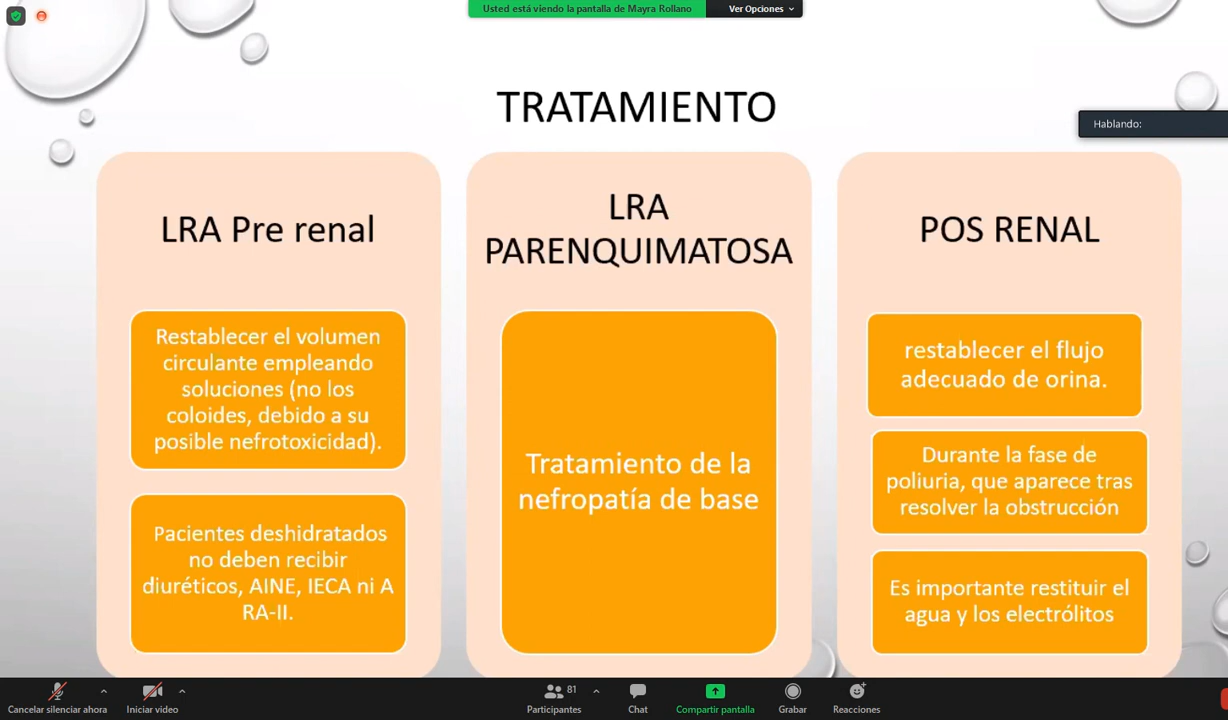 Usted está viendo la pantalla de Mayra Rollano
Ver Opciones
TRATAMIENTO
Hablando:
LRA Pre renal
Restablecer el volumen
circulante empleando
soluciones (no los
coloides, debido a su
posible nefrotoxicidad).
Pacientes deshidratados
no deben recibir
diuréticos, AINE, IECA ni A
RA-II.
LRA
PARENQUIMATOSA
Tratamiento de la
nefropatía de base
POS RENAL
restablecer el flujo
adecuado de orina.
Durante la fase de
poliuria, que aparece tras
resolver la obstrucción
Es importante restituir el
agua y los electrólitos
Cancelar silenciar ahora
Iniciar video
81
Participantes
Chat
Compartir pantalla
Grabar
Reacciones